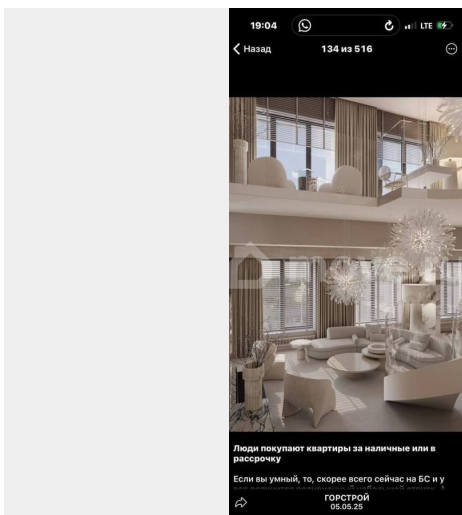 19:04
LTE
Назад
134 из 516
move
Люди покупают квартиры за наличные или в
рассрочку
Если вы умный, то, скорее всего сейчас на БС и у
ГОРСТРОЙ
05.05.25